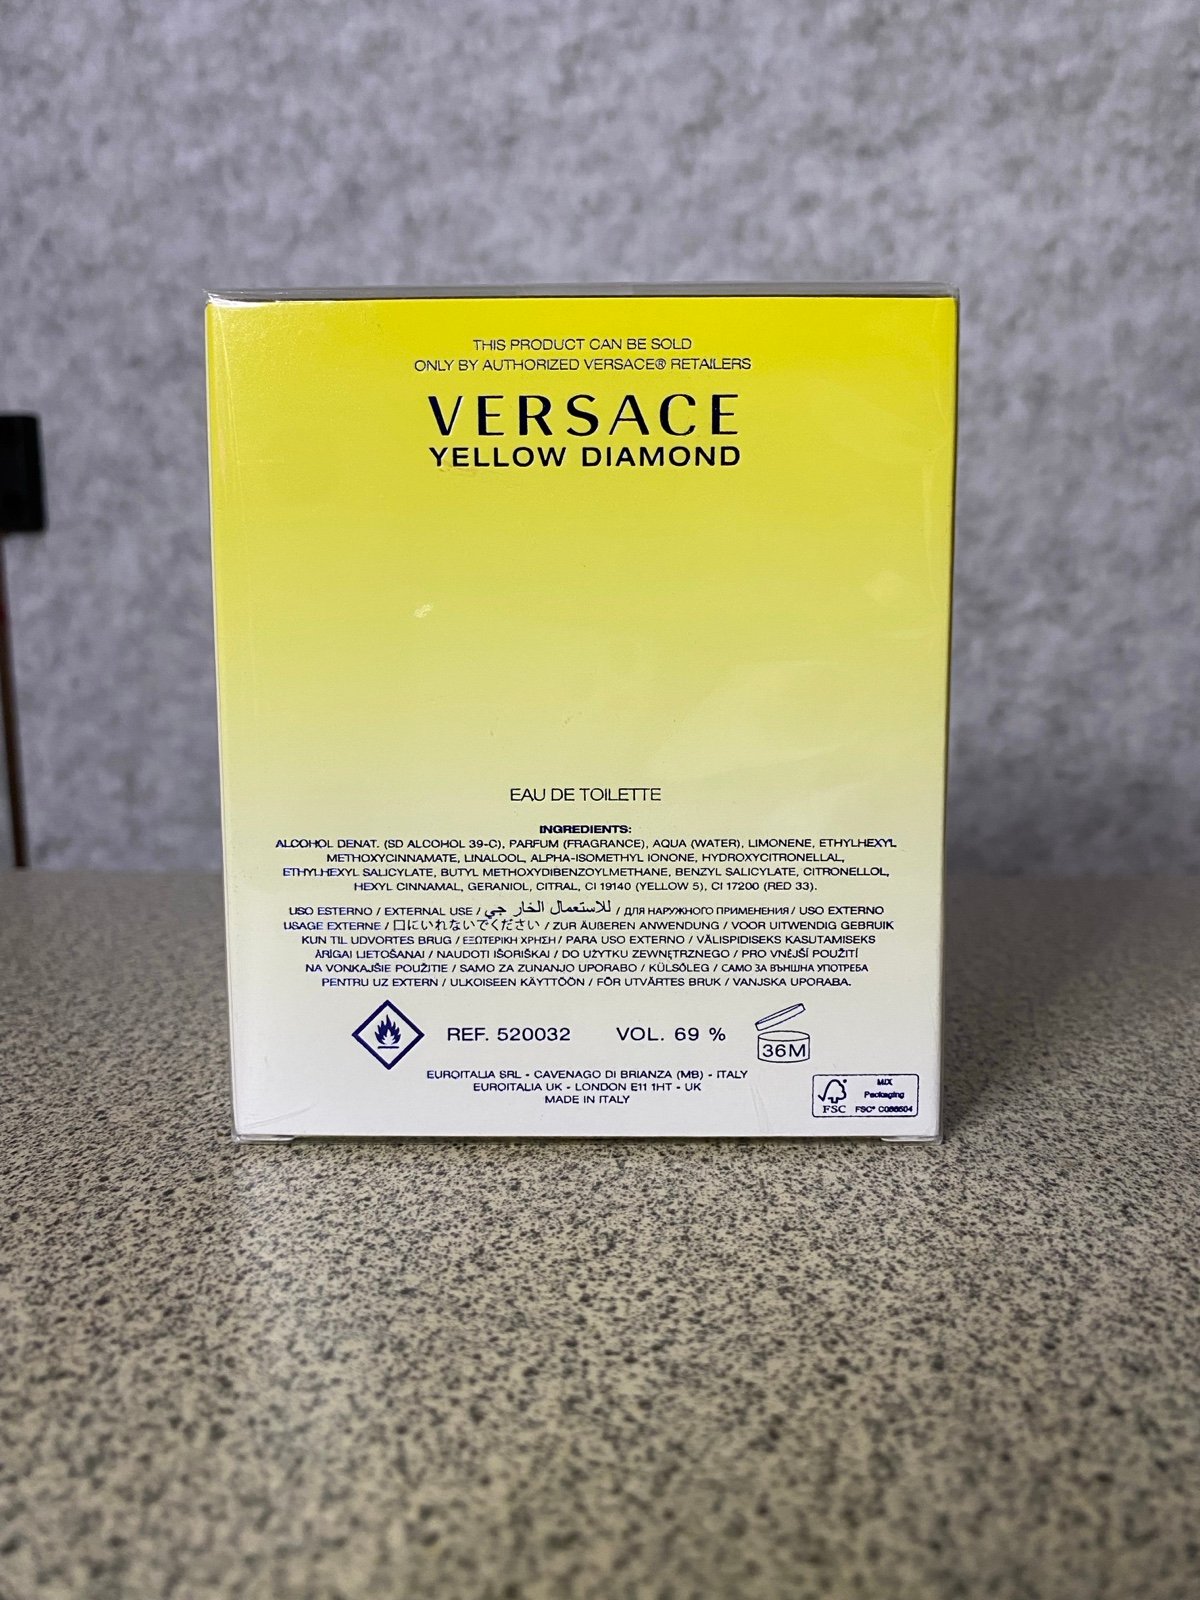 THIS PRODUCT CAN BE SOLD
ONLY BY AUTHORIZED VERSACE® RETAILERS
VERSACE
YELLOW DIAMOND
EAU DE TOILETTE
INGREDIENTS:
ALCOHOL DENAT. (SD ALCOHOL 39-C), PARFUM (FRAGRANCE), AQUA (WATER), LIMONENE, ETHYLHEXYL
METHOXYCINNAMATE, LINALOOL, ALPHA-ISOMETHYL IONONE, HYDROXYCITRONELLAL,
ETHYLHEXYL SALICYLATE, BUTYL METHOXYDIBENZOYLMETHANE, BENZYL SALICYLATE, CITRONELLOL,
HEXYL CINNAMAL, GERANIOL, CITRAL, CI 19140 (YELLOW 5), CI 17200 (RED 33).
USO ESTERNO / EXTERNAL USE / للاستعمال الخار جي / ДЛЯ НАРУЖНОГО ПРИМЕНЕНИЯ / USO EXTERNO
USAGE EXTERNE / 口にいれないでください / ZUR ÄUßEREN ANWENDUNG / VOOR UITWENDIG GEBRUIK
KUN TIL UDVORTES BRUG / ΕΞΩΤΕΡΙΚΗ ΧΡΗΣΗ / PARA USO EXTERNO / VÄLISPIDISEKS KASUTAMISEKS
ĀRĪGAI LIETOŠANAI / NAUDOTI IŠORIŠKAI / DO UŻYTKU ZEWNĘTRZNEGO / PRO VNĚJŠÍ POUŽITÍ
NA VONKAJŠIE POUŽITIE / SAMO ZA ZUNANJO UPORABO / KÜLSŐLEG / САМО ЗА ВЪНШНА УПОТРЕБА
PENTRU UZ EXTERN / ULKOISEEN KÄYTTÖÖN / FÖR UTVÄRTES BRUK / VANJSKA UPORABA.
REF. 520032 VOL. 69 % 36M
EUROITALIA SRL - CAVENAGO DI BRIANZA (MB) - ITALY
EUROITALIA UK - LONDON E11 1HT - UK
MADE IN ITALY
MIX
Packaging
FSC FSC®